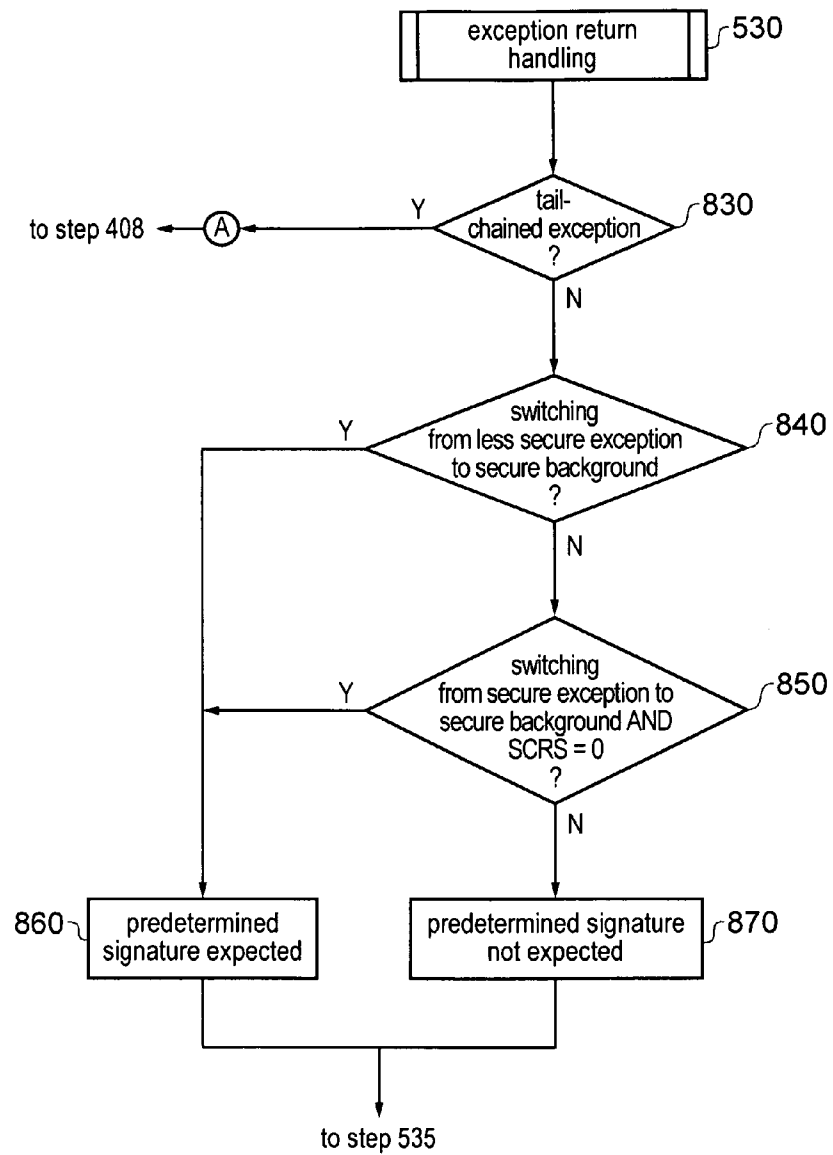 exception return
handling
530
tail-
chained exception
?
830
Y
to step 408
A
N
switching
from less secure exception
to secure background
?
840
Y
N
switching
from secure exception to
secure background AND
SCRS = 0
?
850
Y
N
860
predetermined
signature expected
predetermined signature
not expected
870
to step 535